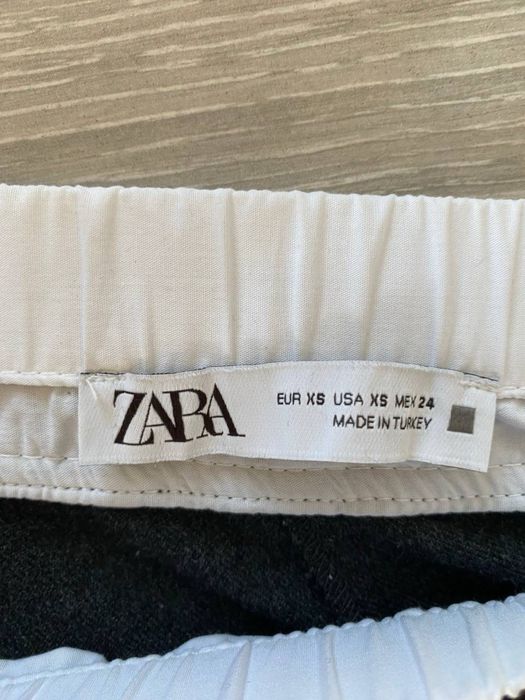 ZARA
EUR XS USA XS MEX 24
MADE IN TURKEY